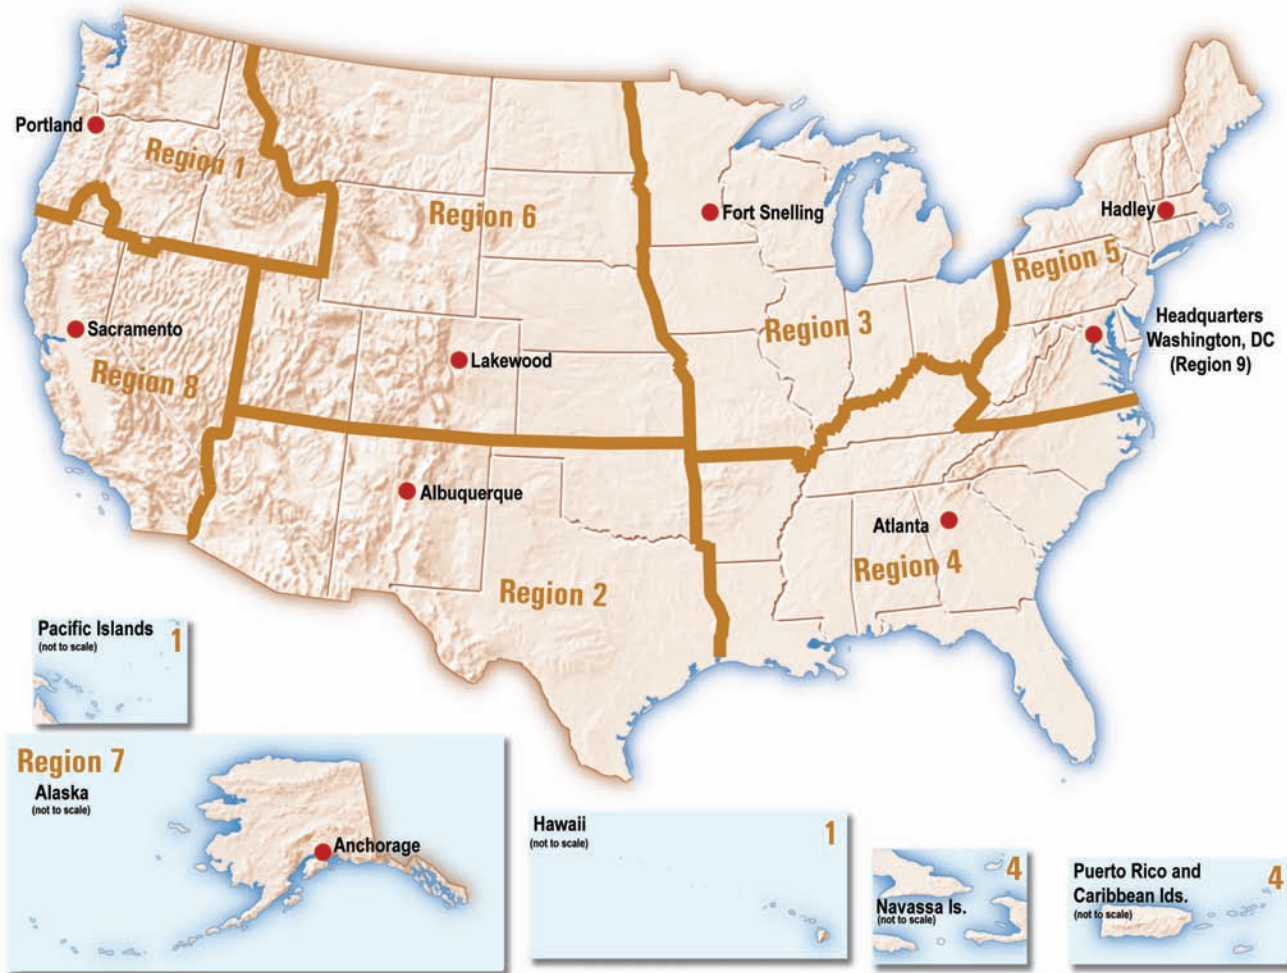 Portland
Region 1
Region 6
Fort Snelling
Hadley
Region 5
Sacramento
Region 8
Lakewood
Region 3
Headquarters
Washington, DC
(Region 9)
Albuquerque
Atlanta
Region 4
Region 2
Pacific Islands
(not to scale)
1
Region 7
Alaska
(not to scale)
Anchorage
Hawaii
(not to scale)
1
4
Navassa Is.
(not to scale)
Puerto Rico and
Caribbean Ids.
(not to scale)
4